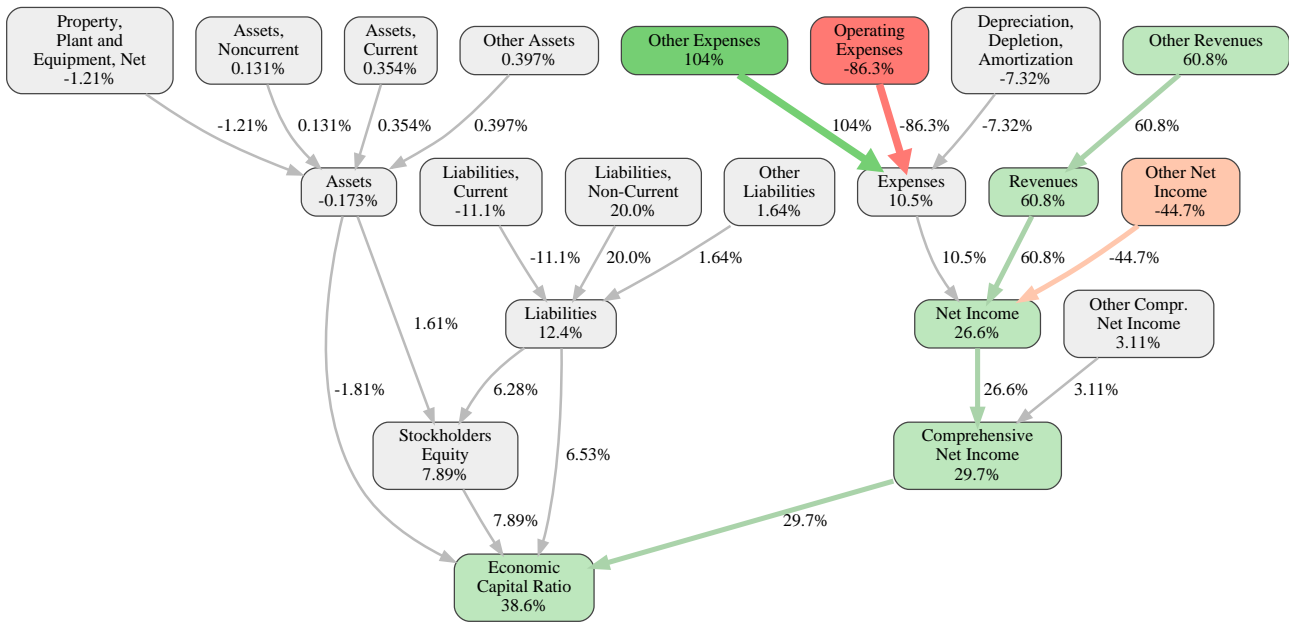 Property,
Plant and
Equipment, Net
-1.21%
Assets,
Noncurrent
0.131%
Assets,
Current
0.354%
Other Assets
0.397%
Other Expenses
104%
Operating
Expenses
-86.3%
Depreciation,
Depletion,
Amortization
-7.32%
Other Revenues
60.8%
-1.21%
0.131%
0.354%
0.397%
104%
-86.3%
-7.32%
60.8%
Assets
-0.173%
Liabilities,
Current
-11.1%
Liabilities,
Non-Current
20.0%
Other
Liabilities
1.64%
Expenses
10.5%
Revenues
60.8%
Other Net
Income
-44.7%
-11.1%
20.0%
1.64%
10.5%
60.8%
-44.7%
1.61%
Liabilities
12.4%
Net Income
26.6%
Other Compr.
Net Income
3.11%
-1.81%
6.28%
6.53%
26.6%
3.11%
Stockholders
Equity
7.89%
Comprehensive
Net Income
29.7%
7.89%
29.7%
Economic
Capital Ratio
38.6%